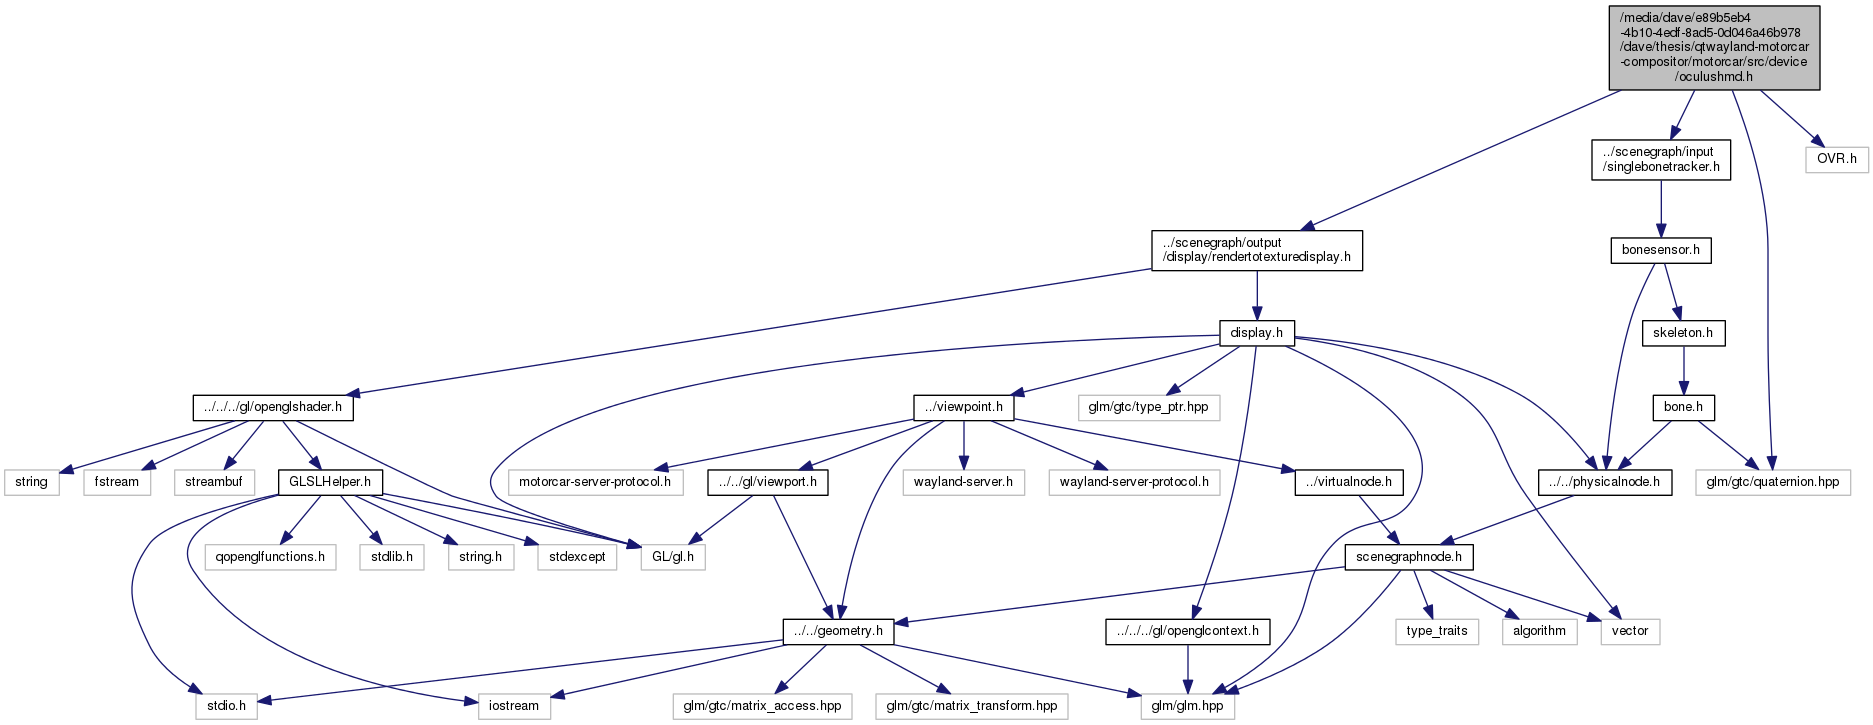 /media/dave/e89b5eb4
-4b10-4edf-8ad5-0d046a46b978
/dave/thesis/qtwayland-motorcar
-compositor/motorcar/src/device
/oculushmd.h
../scenegraph/input
/singlebonetracker.h
OVR.h
../scenegraph/output
/display/rendertotexturedisplay.h
bonesensor.h
display.h
skeleton.h
../../../gl/openglshader.h
../viewpoint.h
glm/gtc/type_ptr.hpp
bone.h
string
fstream
streambuf
GLSLHelper.h
motorcar-server-protocol.h
../../gl/viewport.h
wayland-server.h
wayland-server-protocol.h
../virtualnode.h
../../physicalnode.h
glm/gtc/quaternion.hpp
qopenglfunctions.h
stdlib.h
string.h
stdexcept
GL/gl.h
scenegraphnode.h
../../geometry.h
../../../gl/openglcontext.h
type_traits
algorithm
vector
stdio.h
iostream
glm/gtc/matrix_access.hpp
glm/gtc/matrix_transform.hpp
glm/glm.hpp